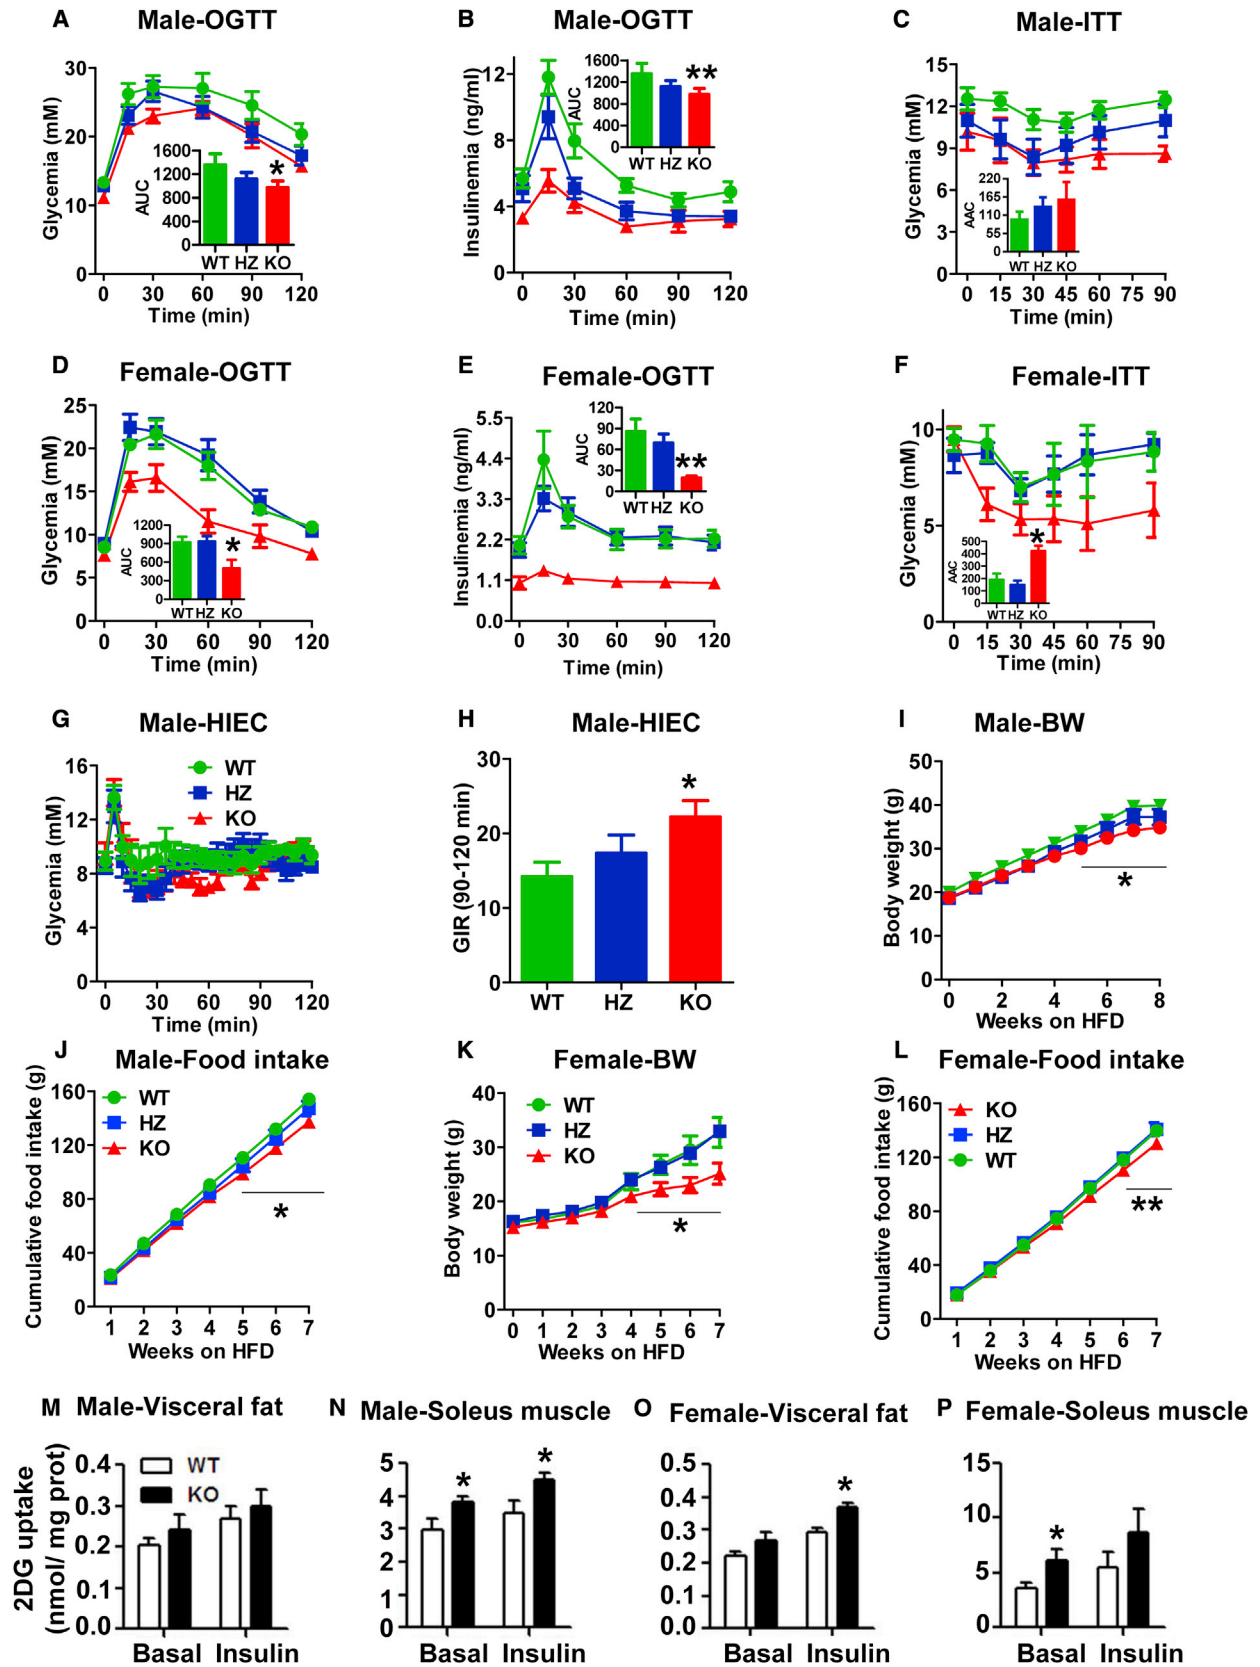 A Male-OGTT
Glycemia (mM)
30
20
10
0
0 30 60 90 120
Time (min)
AUC
1600
1200
800
400
0
WT HZ KO
*
B Male-OGTT
Insulinemia (ng/ml)
12
8
4
0
0 30 60 90 120
Time (min)
AUC
1600
1200
800
400
0
WT HZ KO
**
C Male-ITT
Glycemia (mM)
15
12
9
6
3
0
0 15 30 45 60 75 90
Time (min)
AAC
220
165
110
55
0
WT HZ KO
D Female-OGTT
Glycemia (mM)
25
20
15
10
5
0
0 30 60 90 120
Time (min)
AUC
1200
900
600
300
0
WT HZ KO
*
E Female-OGTT
Insulinemia (ng/ml)
5.5
4.4
3.3
2.2
1.1
0.0
0 30 60 90 120
Time (min)
AUC
120
90
60
30
0
WT HZ KO
**
F Female-ITT
Glycemia (mM)
10
5
0
0 15 30 45 60 75 90
Time (min)
AAC
500
400
300
200
100
0
WT HZ KO
*
G Male-HIEC
Glycemia (mM)
16
12
8
4
0
WT
HZ
KO
0 30 60 90 120
Time (min)
H Male-HIEC
GIR (90-120 min)
30
20
10
0
*
WT HZ KO
I Male-BW
Body weight (g)
50
40
30
20
10
0
*
0 2 4 6 8
Weeks on HFD
J Male-Food intake
Cumulative food intake (g)
160
120
80
40
0
WT
HZ
KO
*
1 2 3 4 5 6 7
Weeks on HFD
K Female-BW
Body weight (g)
40
30
20
10
0
WT
HZ
KO
*
0 1 2 3 4 5 6 7
Weeks on HFD
L Female-Food intake
Cumulative food intake (g)
160
120
80
40
0
KO
HZ
WT
**
1 2 3 4 5 6 7
Weeks on HFD
M Male-Visceral fat
2DG uptake
(nmol/ mg prot)
0.4
0.3
0.2
0.1
0.0
WT
KO
Basal Insulin
N Male-Soleus muscle
5
4
3
2
1
0
* *
Basal Insulin
O Female-Visceral fat
0.5
0.4
0.3
0.2
0.1
0.0
*
Basal Insulin
P Female-Soleus muscle
15
10
5
0
*
Basal Insulin